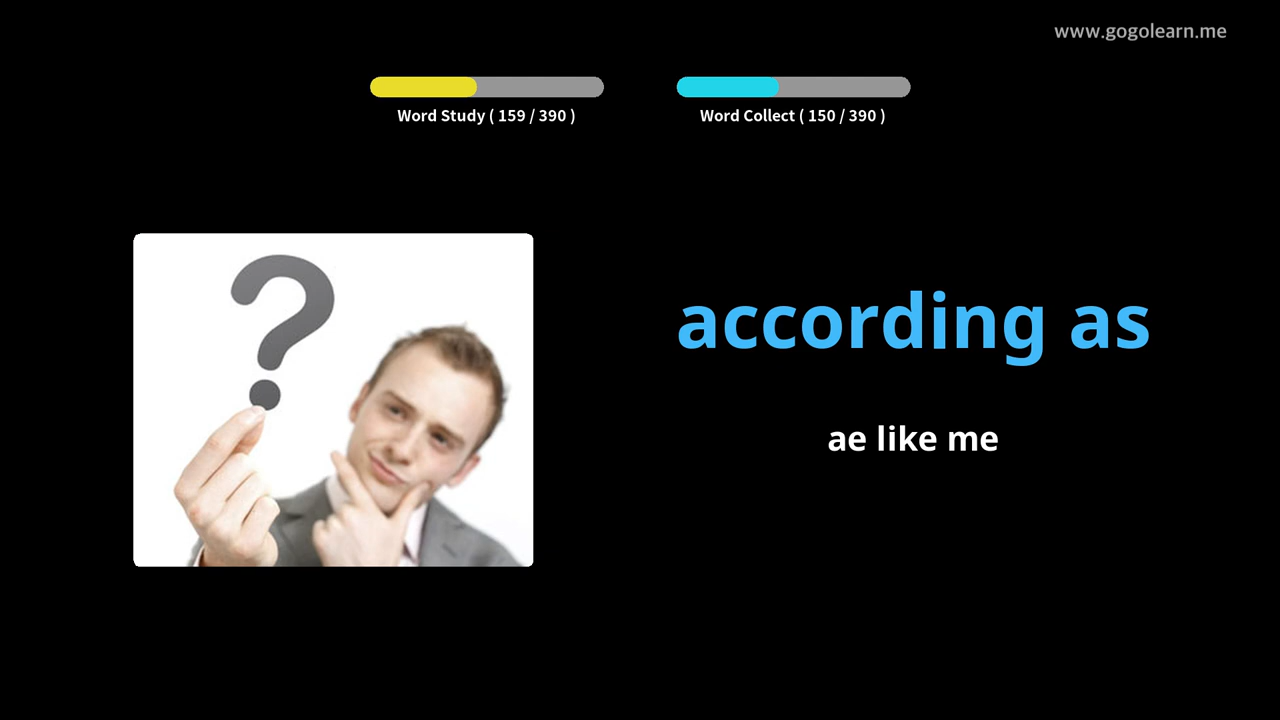 www.gogolearn.me
Word Study ( 159 / 390 )
Word Collect ( 150 / 390 )
?
according as
ae like me